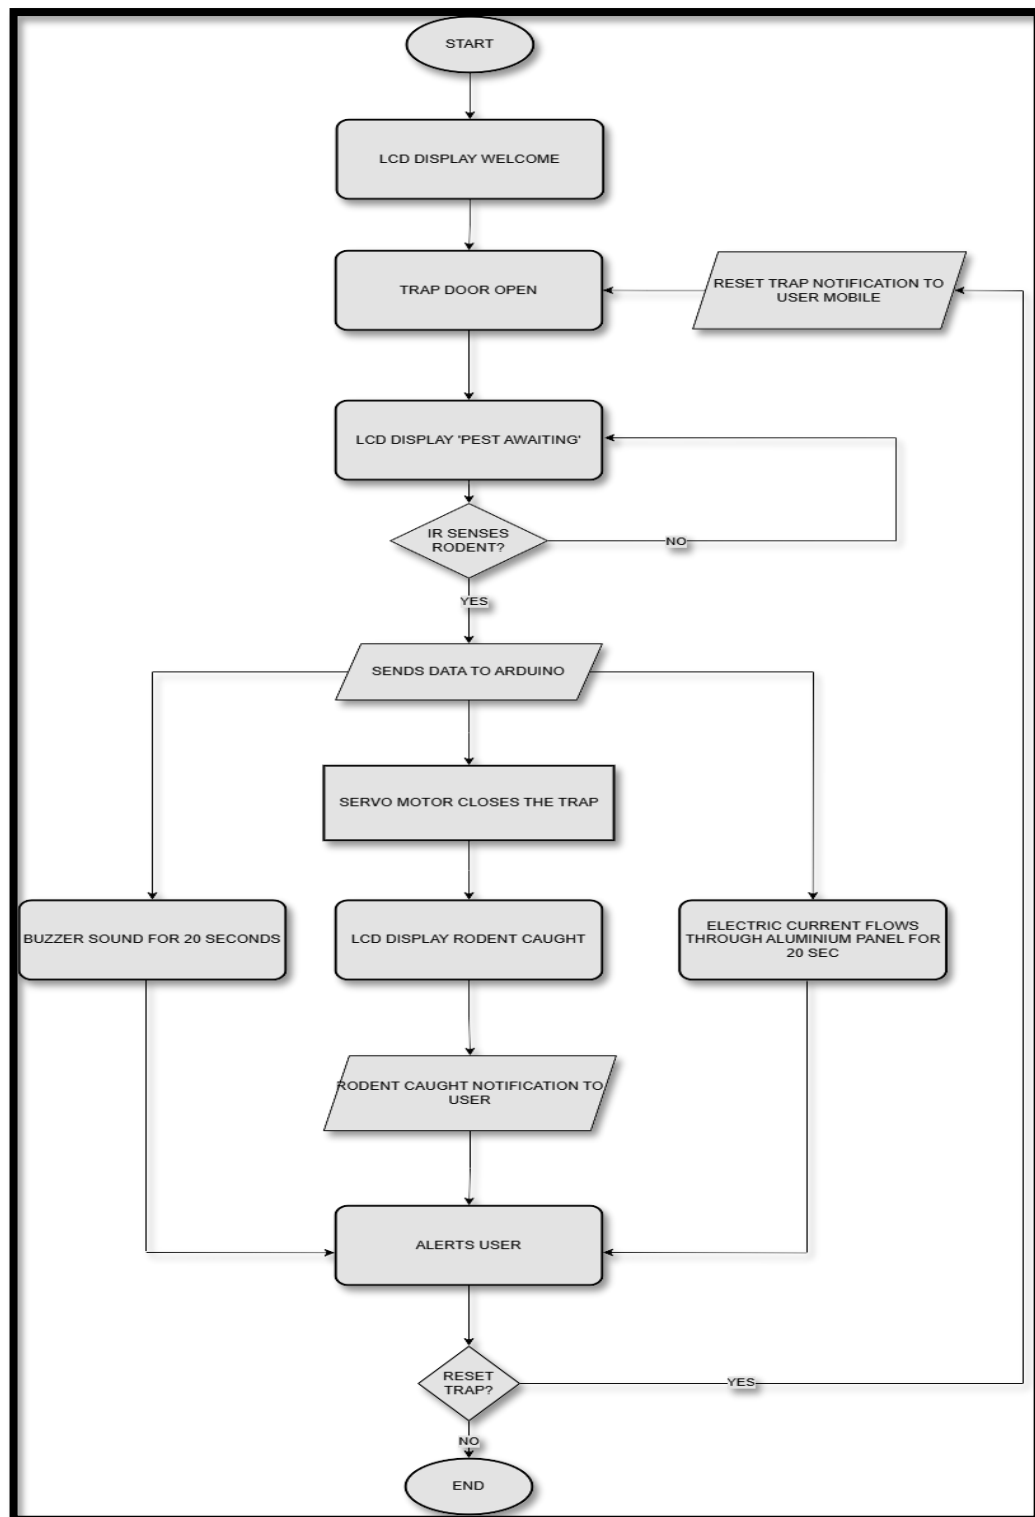 START
LCD DISPLAY WELCOME
TRAP DOOR OPEN
RESET TRAP NOTIFICATION TO
USER MOBILE
LCD DISPLAY 'PEST AWAITING'
IR SENSES
RODENT?
NO
YES
SENDS DATA TO ARDUINO
SERVO MOTOR CLOSES THE TRAP
BUZZER SOUND FOR 20 SECONDS
LCD DISPLAY RODENT CAUGHT
ELECTRIC CURRENT FLOWS
THROUGH ALUMINIUM PANEL FOR
20 SEC
RODENT CAUGHT NOTIFICATION TO
USER
ALERTS USER
RESET
TRAP?
YES
NO
END